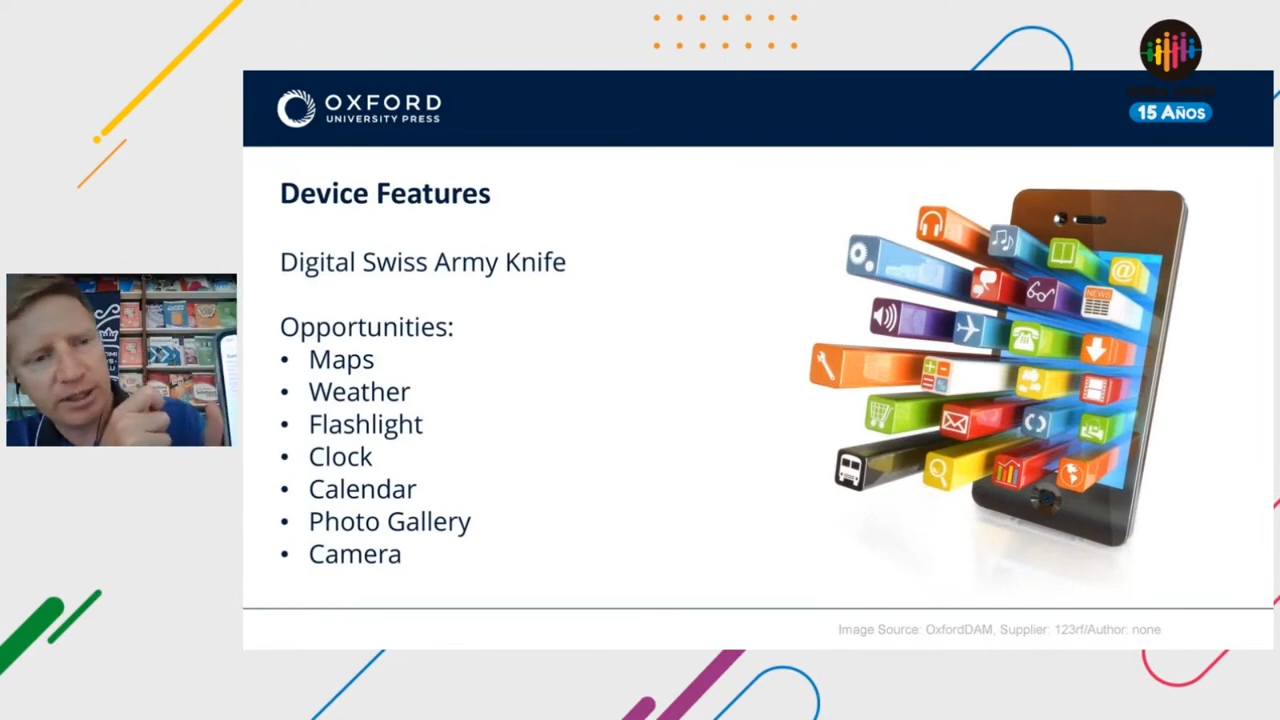 OXFORD
UNIVERSITY PRESS
15 AÑOS
Device Features
Digital Swiss Army Knife
Opportunities:
• Maps
• Weather
• Flashlight
• Clock
• Calendar
• Photo Gallery
• Camera
@
NEWS
Image Source: OxfordDAM, Supplier: 123rf/Author: none